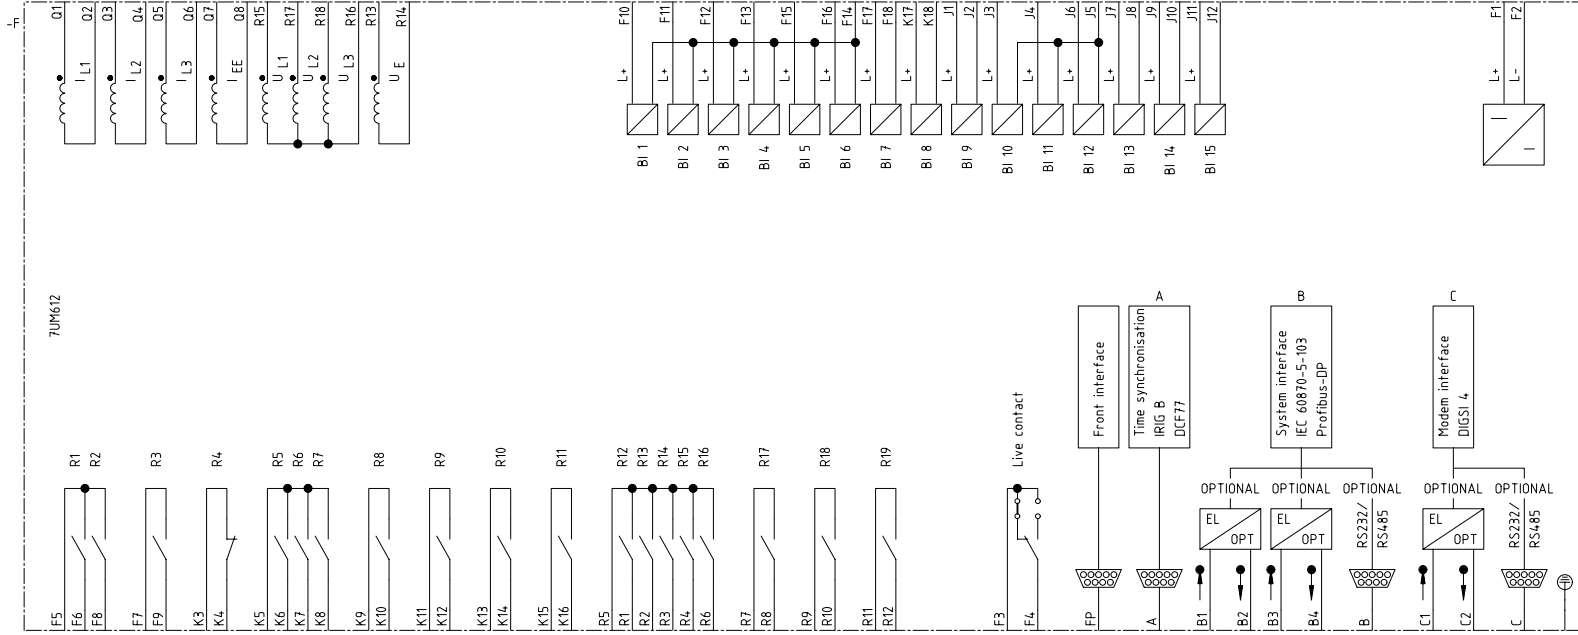 -F
Q1
Q2
Q3
Q4
Q5
Q6
Q7
Q8
R15
R17
R18
R16
R13
R14
F10
F11
F12
F13
F15
F16
F14
F17
F18
K17
K18
J1
J2
J3
J4
J6
J5
J7
J8
J9
J10
J11
J12
F1
F2
I L1
I L2
I L3
I EE
U L1
U L2
U L3
U E
L+
L+
L+
L+
L+
L+
L+
L+
L+
L+
L+
L+
L+
L+
L-
BI 1
BI 2
BI 3
BI 4
BI 5
BI 6
BI 7
BI 8
BI 9
BI 10
BI 11
BI 12
BI 13
BI 14
BI 15
7UM612
A
B
C
Front interface
Time synchronisation
IRIG B
DCF77
System interface
IEC 60870-5-103
Profibus-DP
Modem interface
DIGSI 4
R1
R2
R3
R4
R5
R6
R7
R8
R9
R10
R11
R12
R13
R14
R15
R16
R17
R18
R19
Live contact
OPTIONAL
OPTIONAL
OPTIONAL
OPTIONAL
OPTIONAL
EL
OPT
EL
OPT
RS232/
RS485
EL
OPT
RS232/
RS485
F5
F6
F8
F7
F9
K3
K4
K5
K6
K7
K8
K9
K10
K11
K12
K13
K14
K15
K16
R5
R1
R2
R3
R4
R6
R7
R8
R9
R10
R11
R12
F3
F4
FP
A
B1
B2
B3
B4
B
C1
C2
C